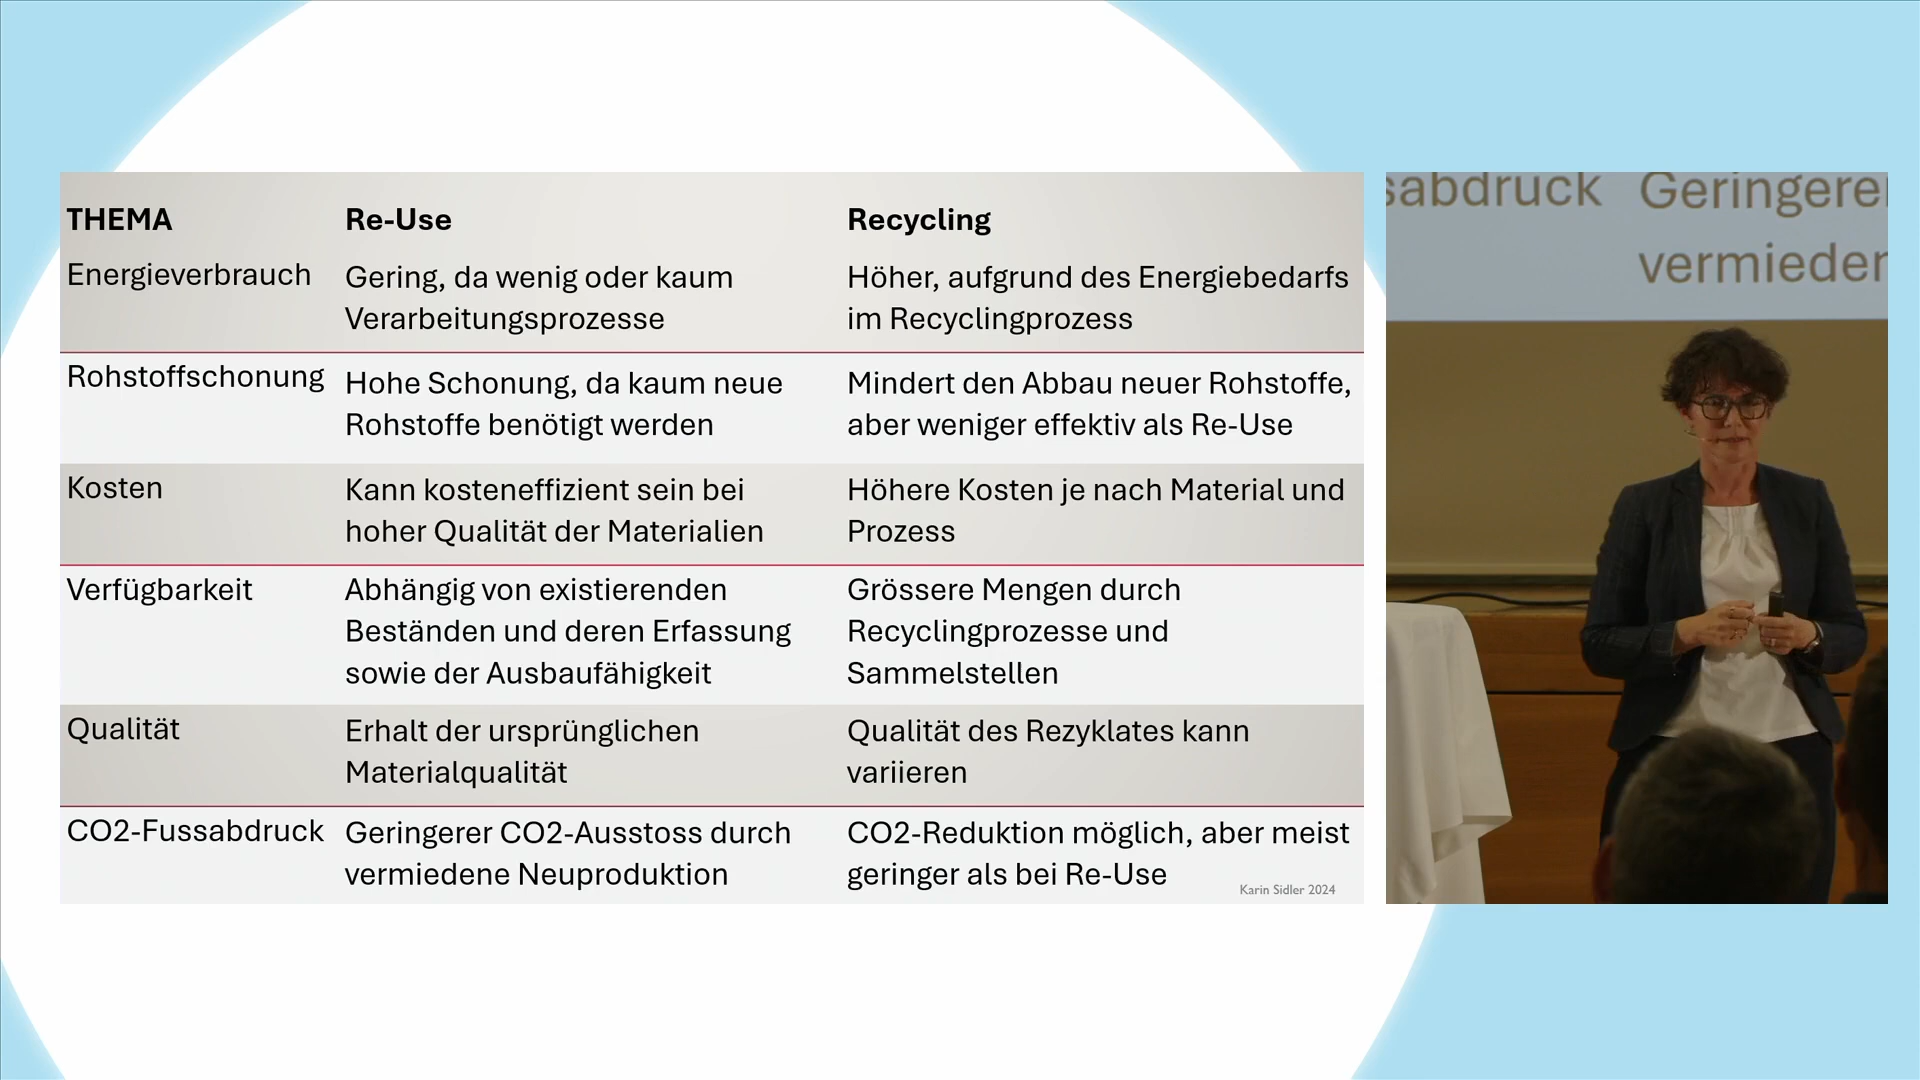 THEMA Re-Use Recycling
Energieverbrauch Gering, da wenig oder kaum Höher, aufgrund des Energiebedarfs
Verarbeitungsprozesse im Recyclingprozess
Rohstoffschonung Hohe Schonung, da kaum neue Mindert den Abbau neuer Rohstoffe,
Rohstoffe benötigt werden aber weniger effektiv als Re-Use
Kosten Kann kosteneffizient sein bei Höhere Kosten je nach Material und
hoher Qualität der Materialien Prozess
Verfügbarkeit Abhängig von existierenden Grössere Mengen durch
Beständen und deren Erfassung Recyclingprozesse und
sowie der Ausbaufähigkeit Sammelstellen
Qualität Erhalt der ursprünglichen Qualität des Rezyklates kann
Materialqualität variieren
CO2-Fussabdruck Geringerer CO2-Ausstoss durch CO2-Reduktion möglich, aber meist
vermiedene Neuproduktion geringer als bei Re-Use
Karin Sidler 2024
sabdruck Geringere
vermieden